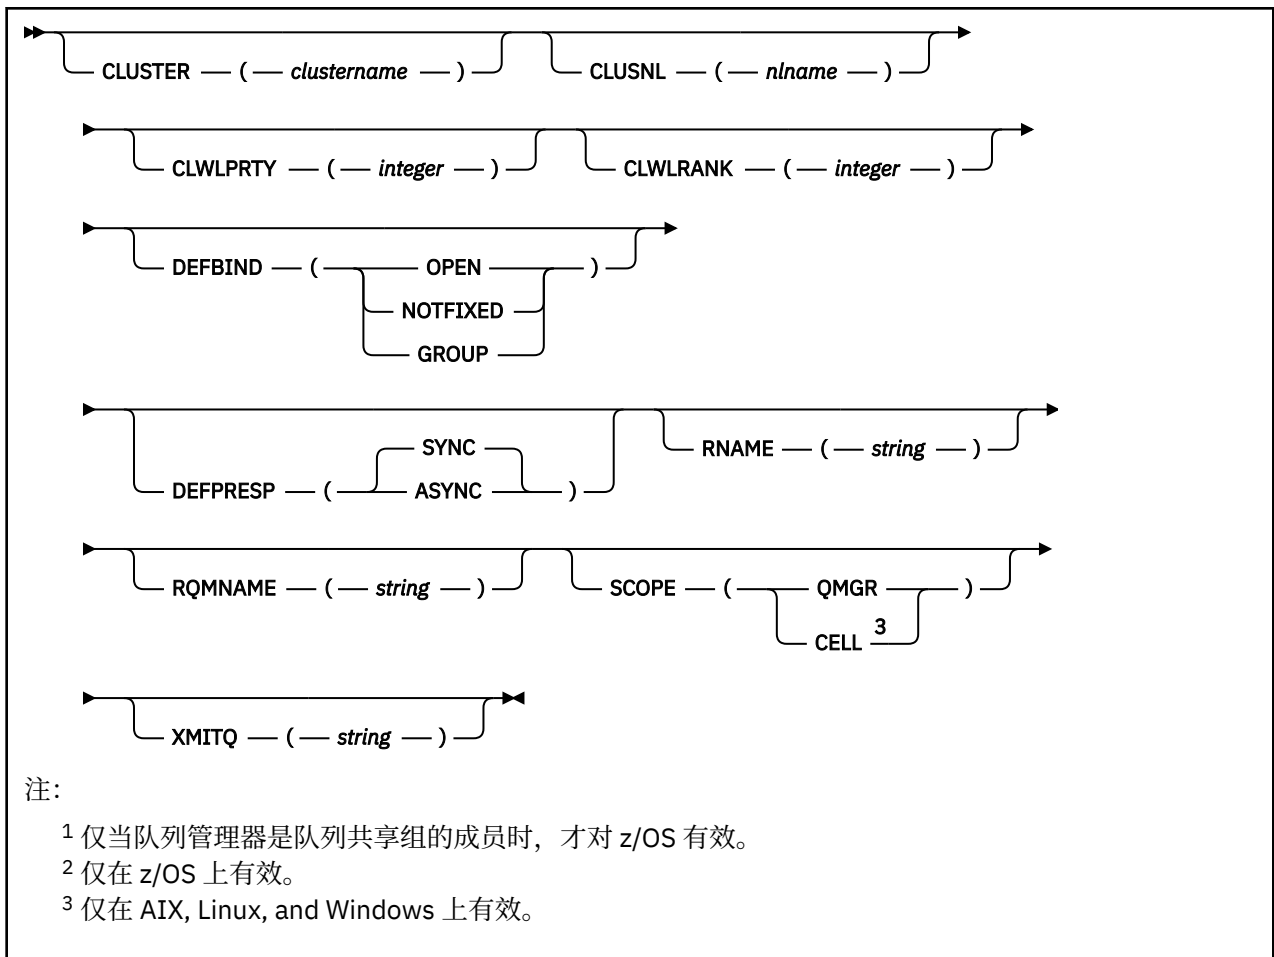 CLUSTER ( clustername ) CLUSNL ( nlname )
CLWLPRTY ( integer ) CLWLRANK ( integer )
DEFBIND ( OPEN )
NOTFIXED
GROUP
SYNC RNAME ( string )
DEFPRESP ( ASYNC )
RQMNAME ( string ) SCOPE ( QMGR )
CELL 3
XMITQ ( string )
注：
1 仅当队列管理器是队列共享组的成员时，才对 z/OS 有效。
2 仅在 z/OS 上有效。
3 仅在 AIX, Linux, and Windows 上有效。